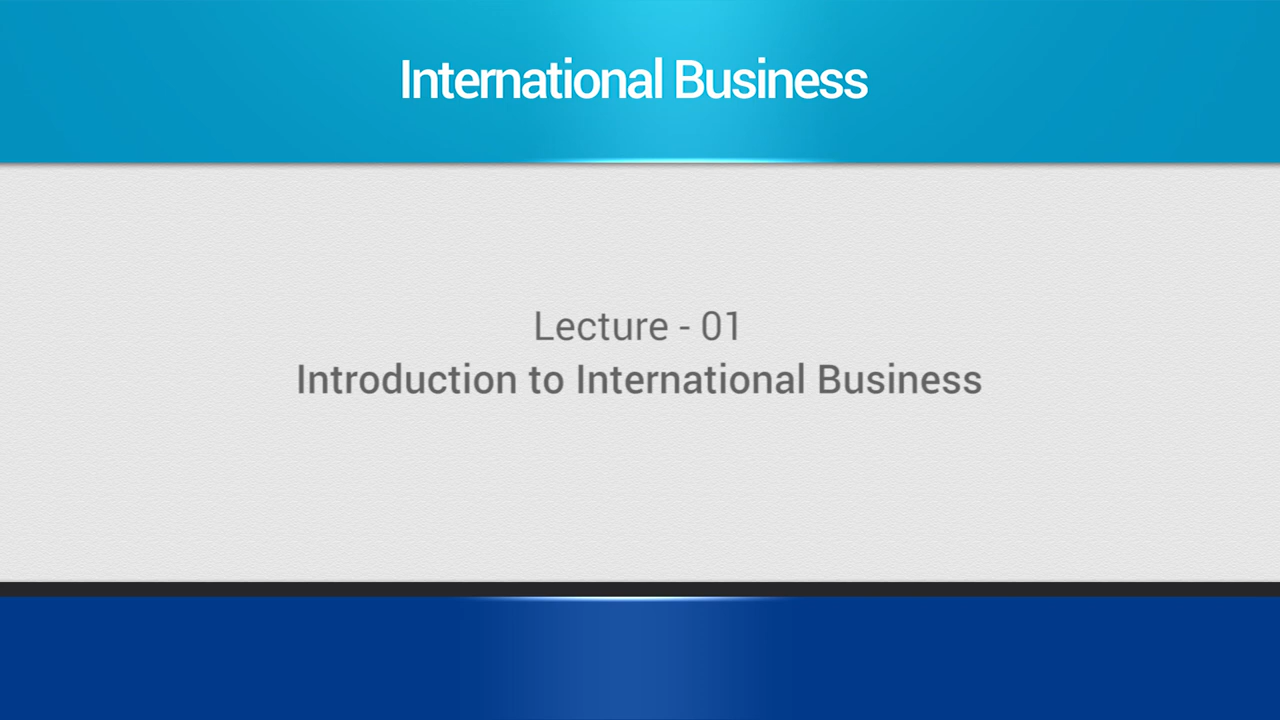 International Business
Lecture - 01
Introduction to International Business